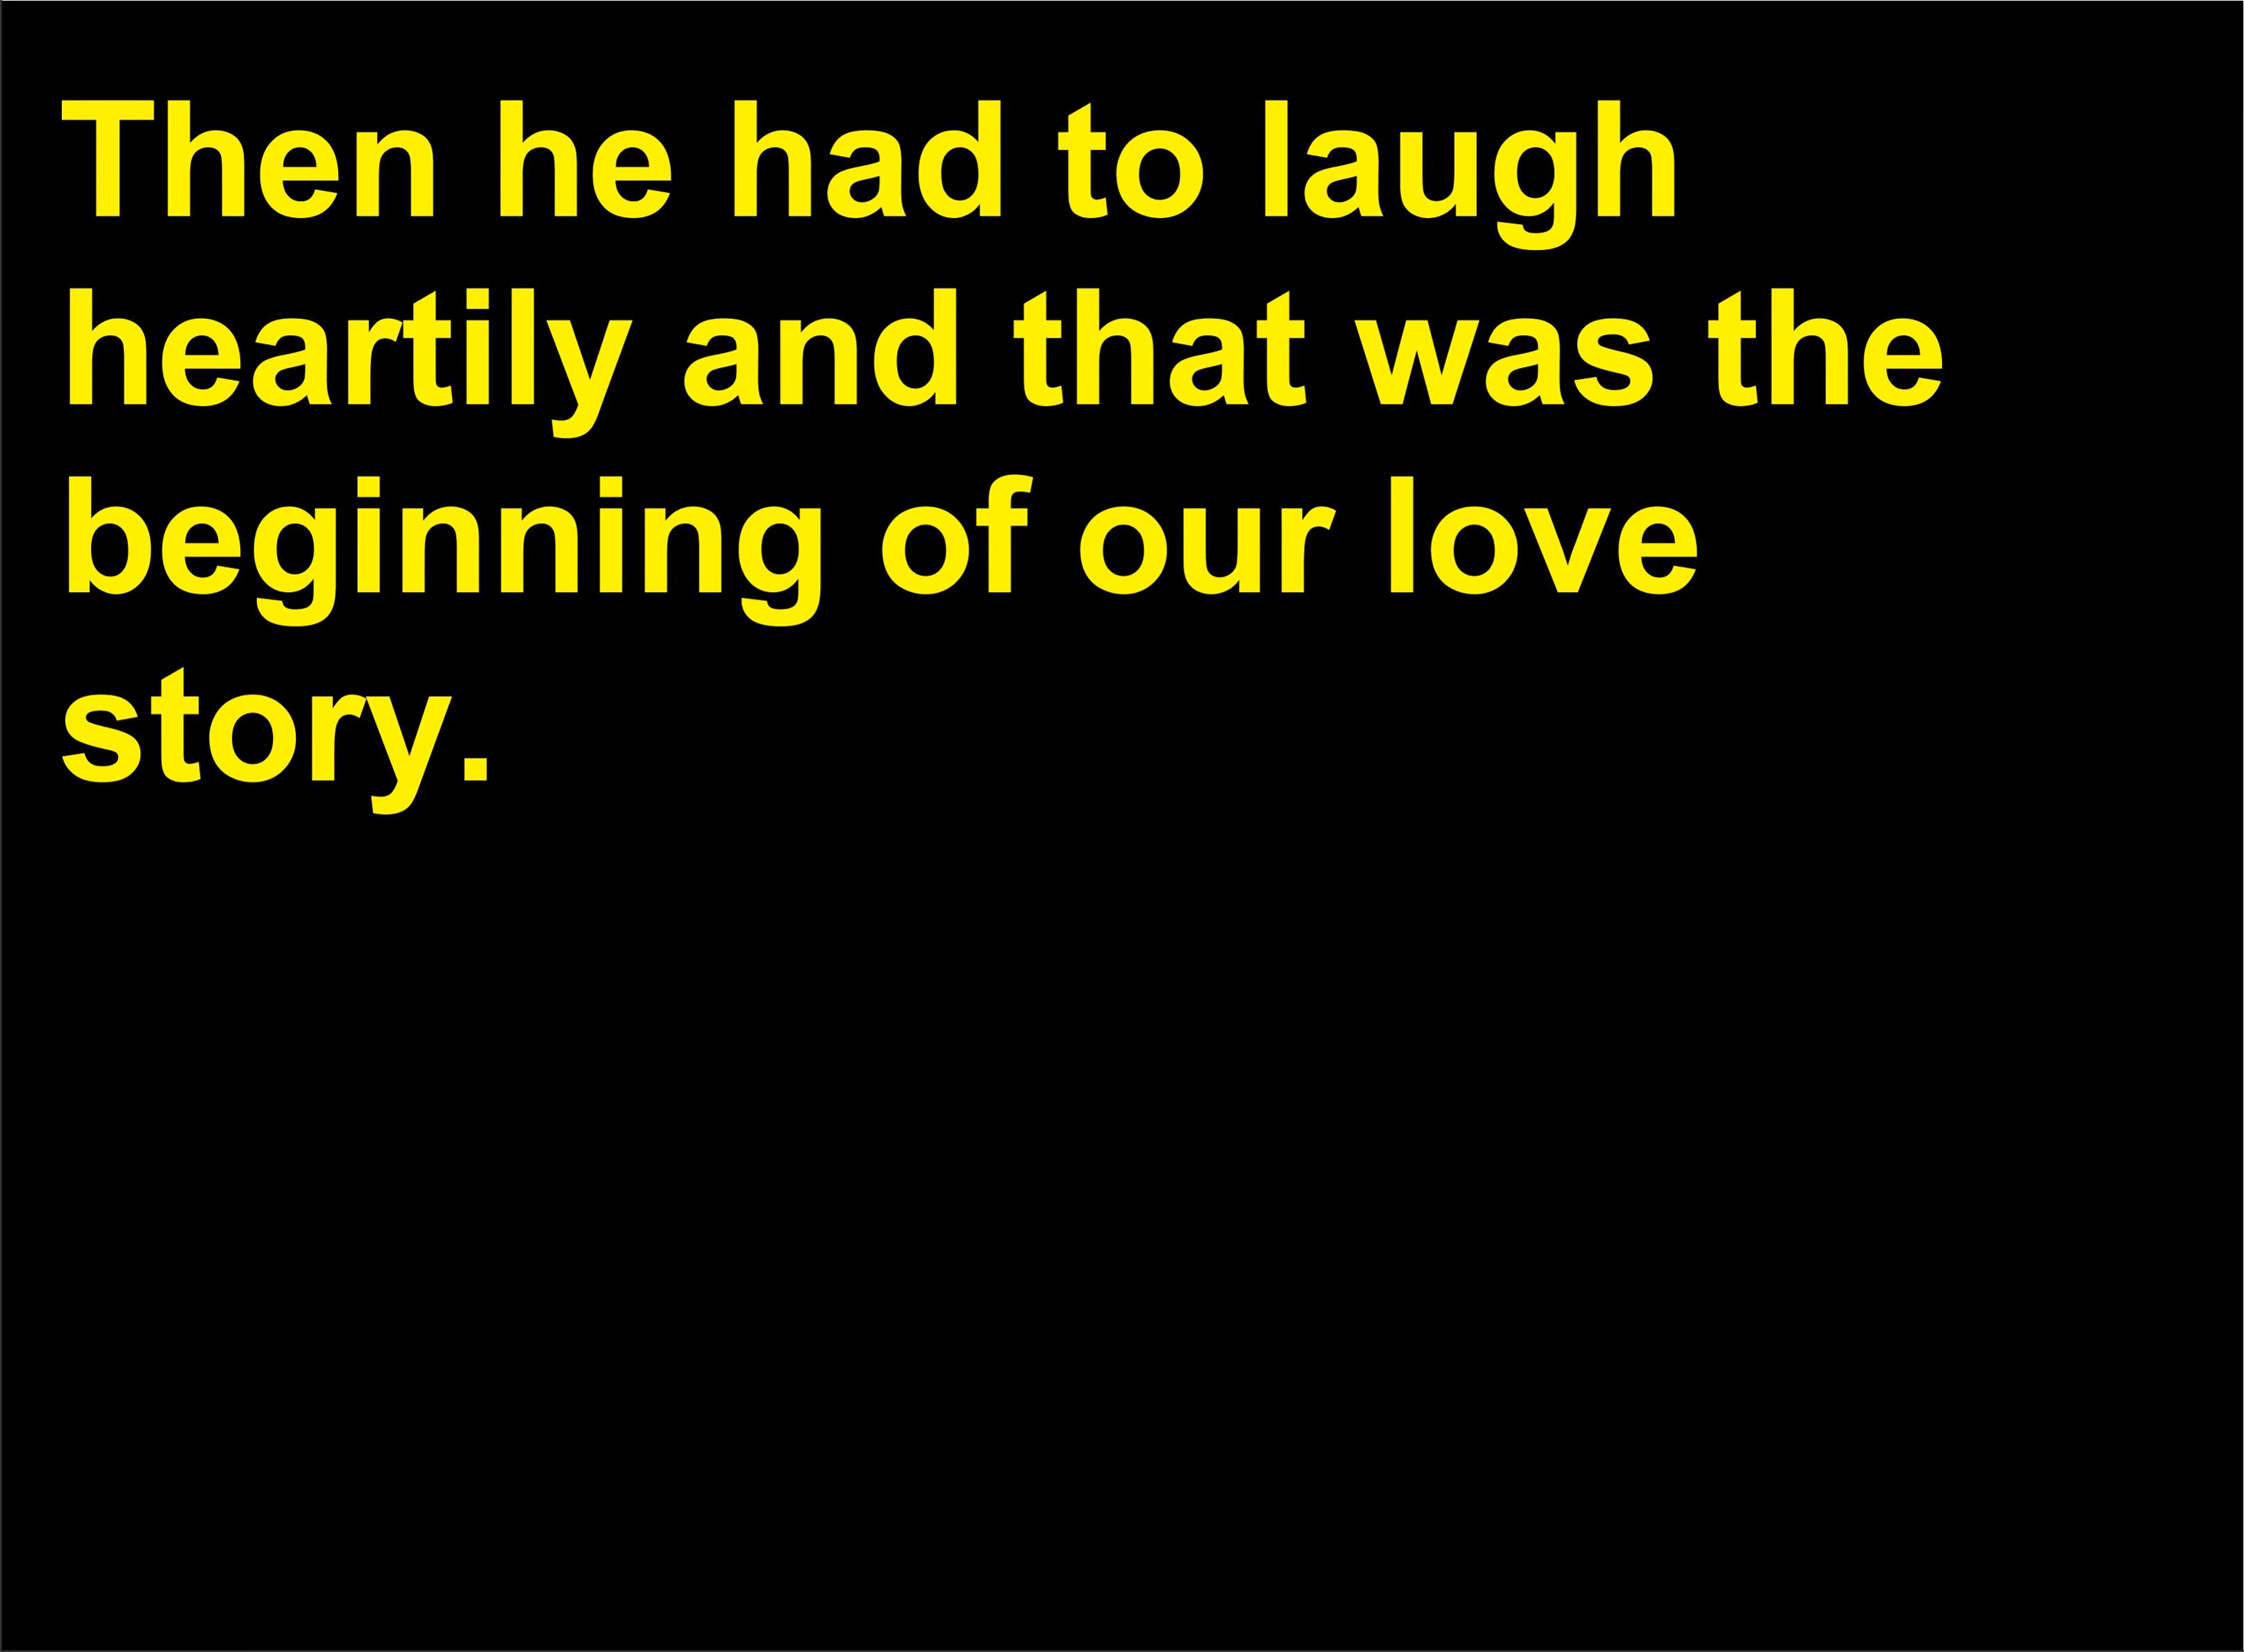 Then he had to laugh
heartily and that was the
beginning of our love
story.